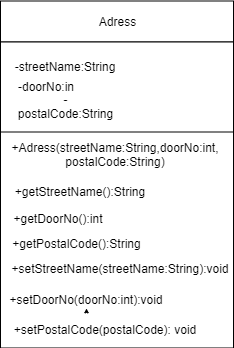 Adress
-streetName:String
-doorNo:in
-
postalCode:String
+Adress(streetName:String,doorNo:int,
postalCode:String)
+getStreetName():String
+getDoorNo():int
+getPostalCode():String
+setStreetName(streetName:String):void
+setDoorNo(doorNo:int):void
+setPostalCode(postalCode): void